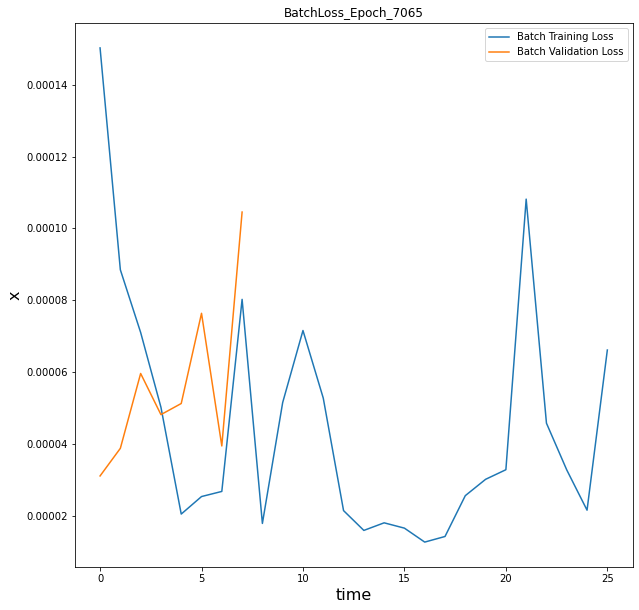 BatchLoss_Epoch_7065
Batch Training Loss
Batch Validation Loss
0.00014
0.00012
0.00010
0.00008
0.00006
0.00004
0.00002
x
0 5 10 15 20 25
time